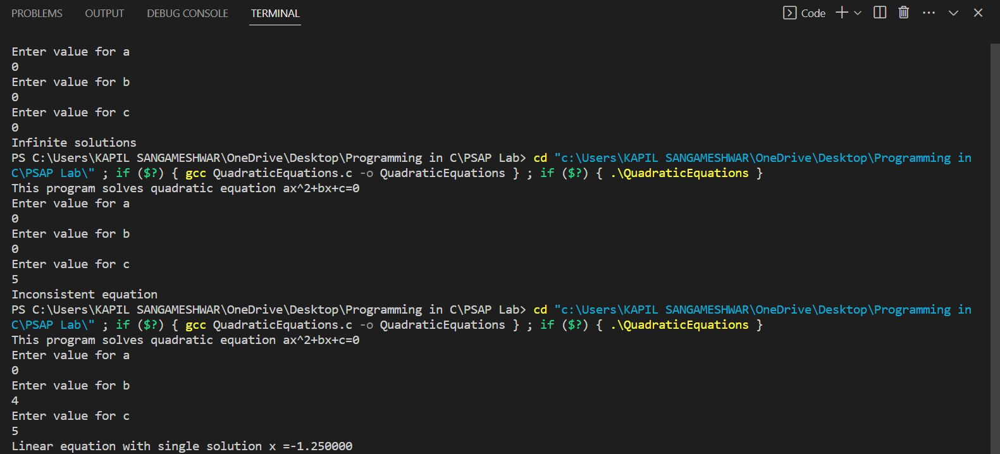 PROBLEMS OUTPUT DEBUG CONSOLE TERMINAL Code
Enter value for a
0
Enter value for b
0
Enter value for c
0
Infinite solutions
PS C:\Users\KAPIL SANGAMESHWAR\OneDrive\Desktop\Programming in C\PSAP Lab> cd "c:\Users\KAPIL SANGAMESHWAR\OneDrive\Desktop\Programming in
C\PSAP Lab\" ; if ($?) { gcc QuadraticEquations.c -o QuadraticEquations } ; if ($?) { .\QuadraticEquations }
This program solves quadratic equation ax^2+bx+c=0
Enter value for a
0
Enter value for b
0
Enter value for c
5
Inconsistent equation
PS C:\Users\KAPIL SANGAMESHWAR\OneDrive\Desktop\Programming in C\PSAP Lab> cd "c:\Users\KAPIL SANGAMESHWAR\OneDrive\Desktop\Programming in
C\PSAP Lab\" ; if ($?) { gcc QuadraticEquations.c -o QuadraticEquations } ; if ($?) { .\QuadraticEquations }
This program solves quadratic equation ax^2+bx+c=0
Enter value for a
0
Enter value for b
4
Enter value for c
5
Linear equation with single solution x =-1.250000